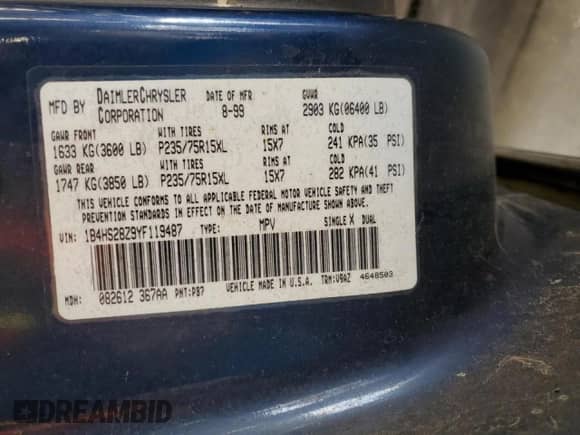 MFD BY DAIMLERCHRYSLER CORPORATION DATE OF MFR 8-99 GVWR 2903 KG(06400 LB)
GAWR FRONT WITH TIRES RIMS AT COLD
1633 KG(3600 LB) P235/75R15XL 15X7 241 KPA(35 PSI)
GAWR REAR WITH TIRES RIMS AT COLD
1747 KG(3850 LB) P235/75R15XL 15X7 282 KPA(41 PSI)
THIS VEHICLE CONFORMS TO ALL APPLICABLE FEDERAL MOTOR VEHICLE SAFETY AND THEFT
PREVENTION STANDARDS IN EFFECT ON THE DATE OF MANUFACTURE SHOWN ABOVE.
VIN: 1B4HS28Z9YF119487 TYPE: MPV SINGLE X DUAL
MDH: 082612 367AA PNT:PB7 VEHICLE MADE IN U.S.A. TRM:V9AZ 4648503
DREAMBID